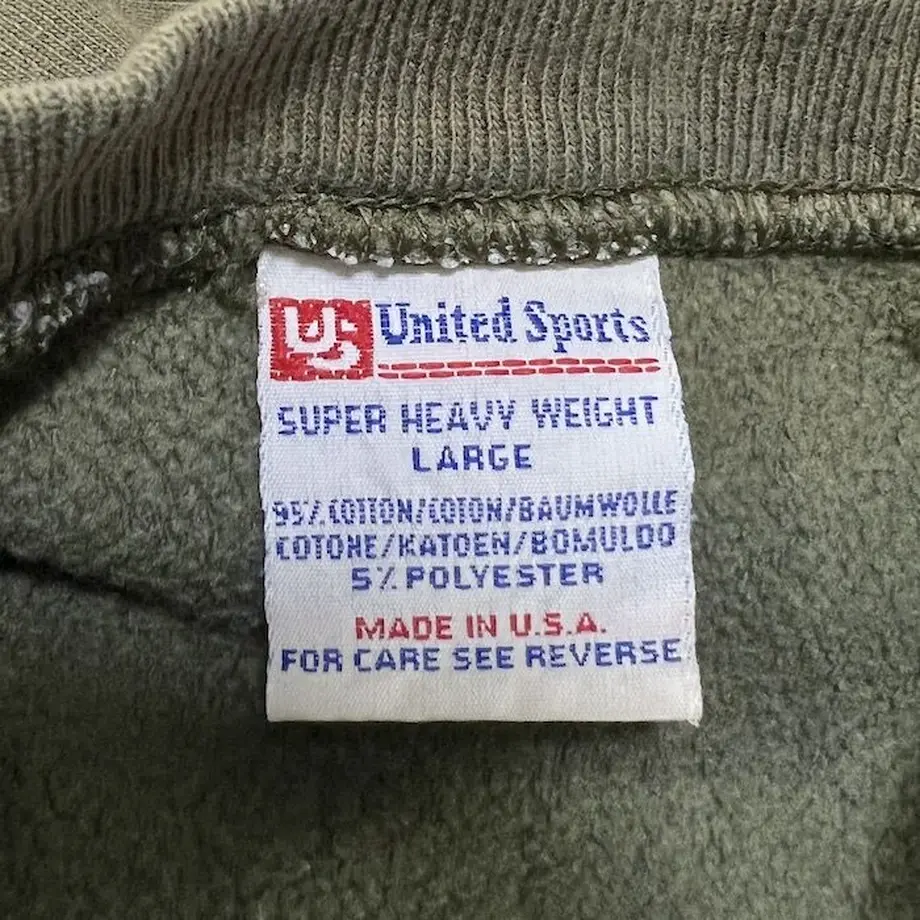 US United Sports
SUPER HEAVY WEIGHT
LARGE
95% COTTON/COTON/BAUMWOLLE
COTONE/KATOEN/BOMULDO
5% POLYESTER
MADE IN U.S.A.
FOR CARE SEE REVERSE